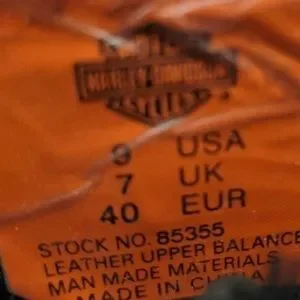 HARLEY-DAVIDSON
CYCLES
9 USA
7 UK
40 EUR
STOCK NO. 85355
LEATHER UPPER BALANCE
MAN MADE MATERIALS
MADE IN CHINA